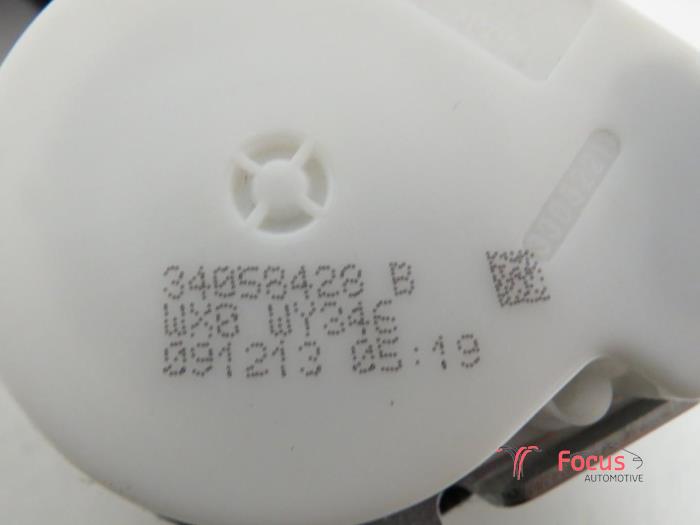 34058428 B
WX8 WY346
091213 05:19
Focus
AUTOMOTIVE